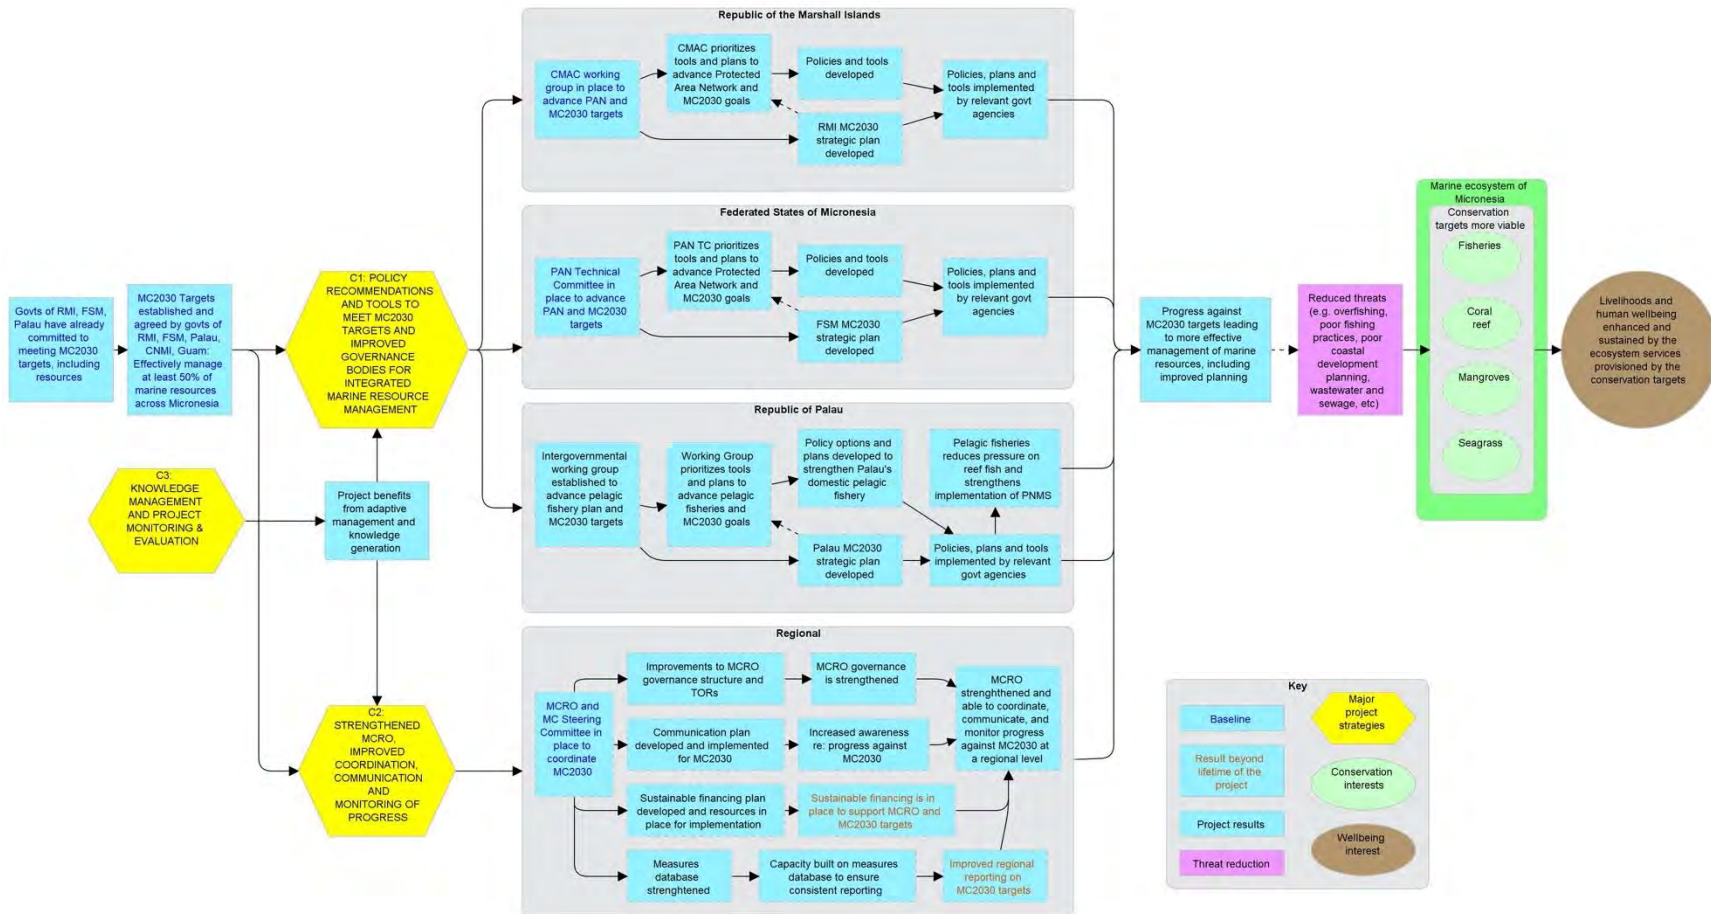 Govts of RMI, FSM,
Palau have already
committed to
meeting MC2030
targets, including
resources
MC2030 Targets
established and
agreed by govts of
RMI, FSM, Palau,
CNMI, Guam:
Effectively manage
at least 50% of
marine resources
across Micronesia
C1: POLICY
RECOMMENDATIONS
AND TOOLS TO
MEET MC2030
TARGETS AND
IMPROVED
GOVERNANCE
BODIES FOR
INTEGRATED
MARINE RESOURCE
MANAGEMENT
C3:
KNOWLEDGE
MANAGEMENT
AND PROJECT
MONITORING &
EVALUATION
Project benefits
from adaptive
management and
knowledge
generation
C2:
STRENGTHENED
MCRO,
IMPROVED
COORDINATION,
COMMUNICATION
AND
MONITORING OF
PROGRESS
Republic of the Marshall Islands
CMAC working
group in place to
advance PAN and
MC2030 targets
CMAC prioritizes
tools and plans to
advance Protected
Area Network and
MC2030 goals
Policies and tools
developed
RMI MC2030
strategic plan
developed
Policies, plans and
tools implemented
by relevant govt
agencies
Federated States of Micronesia
PAN Technical
Committee in
place to advance
PAN and MC2030
targets
PAN TC prioritizes
tools and plans to
advance Protected
Area Network and
MC2030 goals
Policies and tools
developed
FSM MC2030
strategic plan
developed
Policies, plans and
tools implemented
by relevant govt
agencies
Republic of Palau
Intergovernmental
working group
established to
advance pelagic
fishery plan and
MC2030 targets
Working Group
prioritizes tools
and plans to
advance pelagic
fisheries and
MC2030 goals
Policy options and
plans developed to
strengthen Palau's
domestic pelagic
fishery
Palau MC2030
strategic plan
developed
Pelagic fisheries
reduces pressure on
reef fish and
strengthens
implementation of PNMS
Policies, plans and tools
implemented by relevant
govt agencies
Regional
MCRO and
MC Steering
Committee in
place to
coordinate
MC2030
Improvements to MCRO
governance structure and
TORs
MCRO governance
is strengthened
Communication plan
developed and implemented
for MC2030
Increased awareness
re: progress against
MC2030
Sustainable financing plan
developed and resources in
place for implementation
Sustainable financing is in
place to support MCRO and
MC2030 targets
Measures
database
strenghtened
Capacity built on measures
database to ensure
consistent reporting
Improved regional
reporting on
MC2030 targets
MCRO
strenghthened and
able to coordinate,
communicate, and
monitor progress
against MC2030 at
a regional level
Progress against
MC2030 targets leading
to more effective
management of marine
resources, including
improved planning
Reduced threats
(e.g. overfishing,
poor fishing
practices, poor
coastal
development
planning,
wastewater and
sewage, etc)
Marine ecosystem of
Micronesia
Conservation
targets more viable
Fisheries
Coral
reef
Mangroves
Seagrass
Livelihoods and
human wellbeing
enhanced and
sustained by the
ecosystem services
provisioned by the
conservation targets
Key
Baseline
Result beyond
lifetime of the
project
Project results
Threat reduction
Major
project
strategies
Conservation
interests
Wellbeing
interest